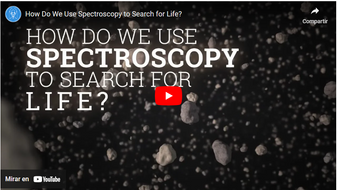 How Do We Use Spectroscopy to Search for Life?
Compartir
HOW DO WE USE
SPECTROSCOPY
TO SEARCH FOR
LIFE?
Mirar en YouTube